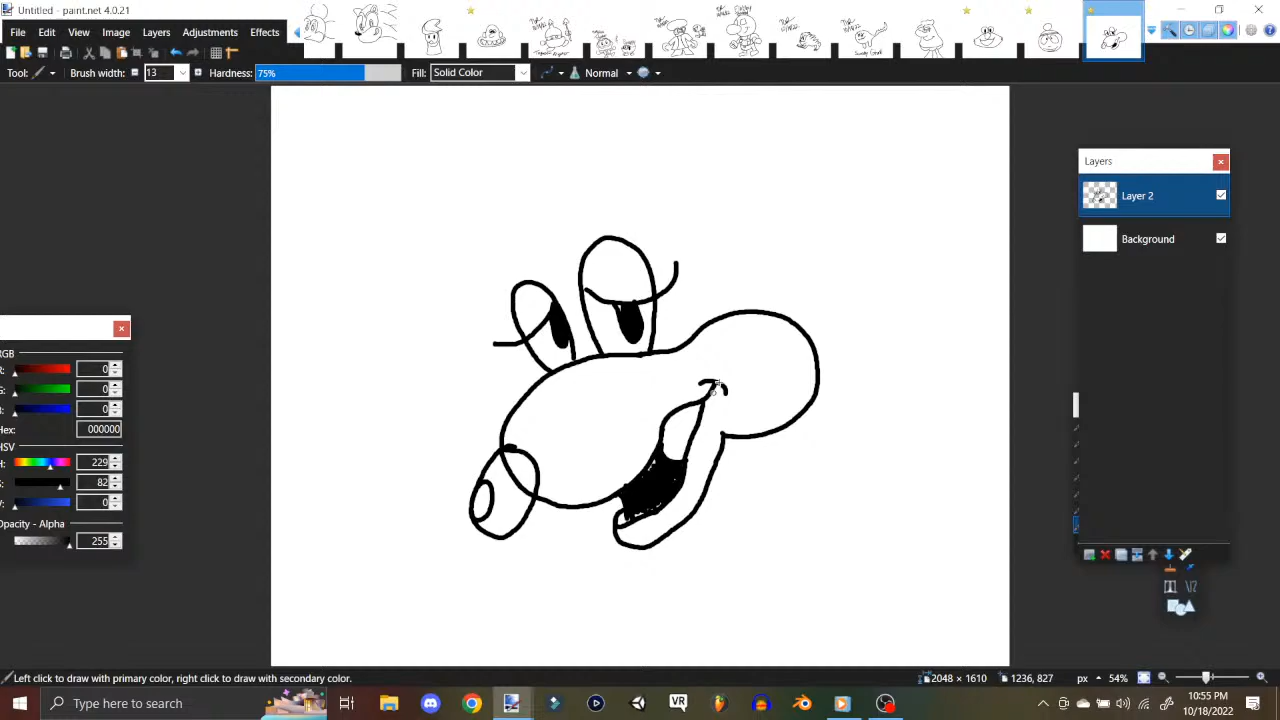 Untitled - paint.net 4.0.21
File Edit View Image Layers Adjustments Effects
Tool: Brush width: 13 Hardness: 75% Fill: Solid Color Normal
Layers
Layer 2
Background
RGB
R: 0
G: 0
B: 0
Hex: 000000
HSV
H: 229
82
V: 0
Opacity - Alpha
255
Left click to draw with primary color, right click to draw with secondary color. 2048 × 1610 1236, 827 px 54%
Type here to search
VR
10:55 PM
10/18/2022